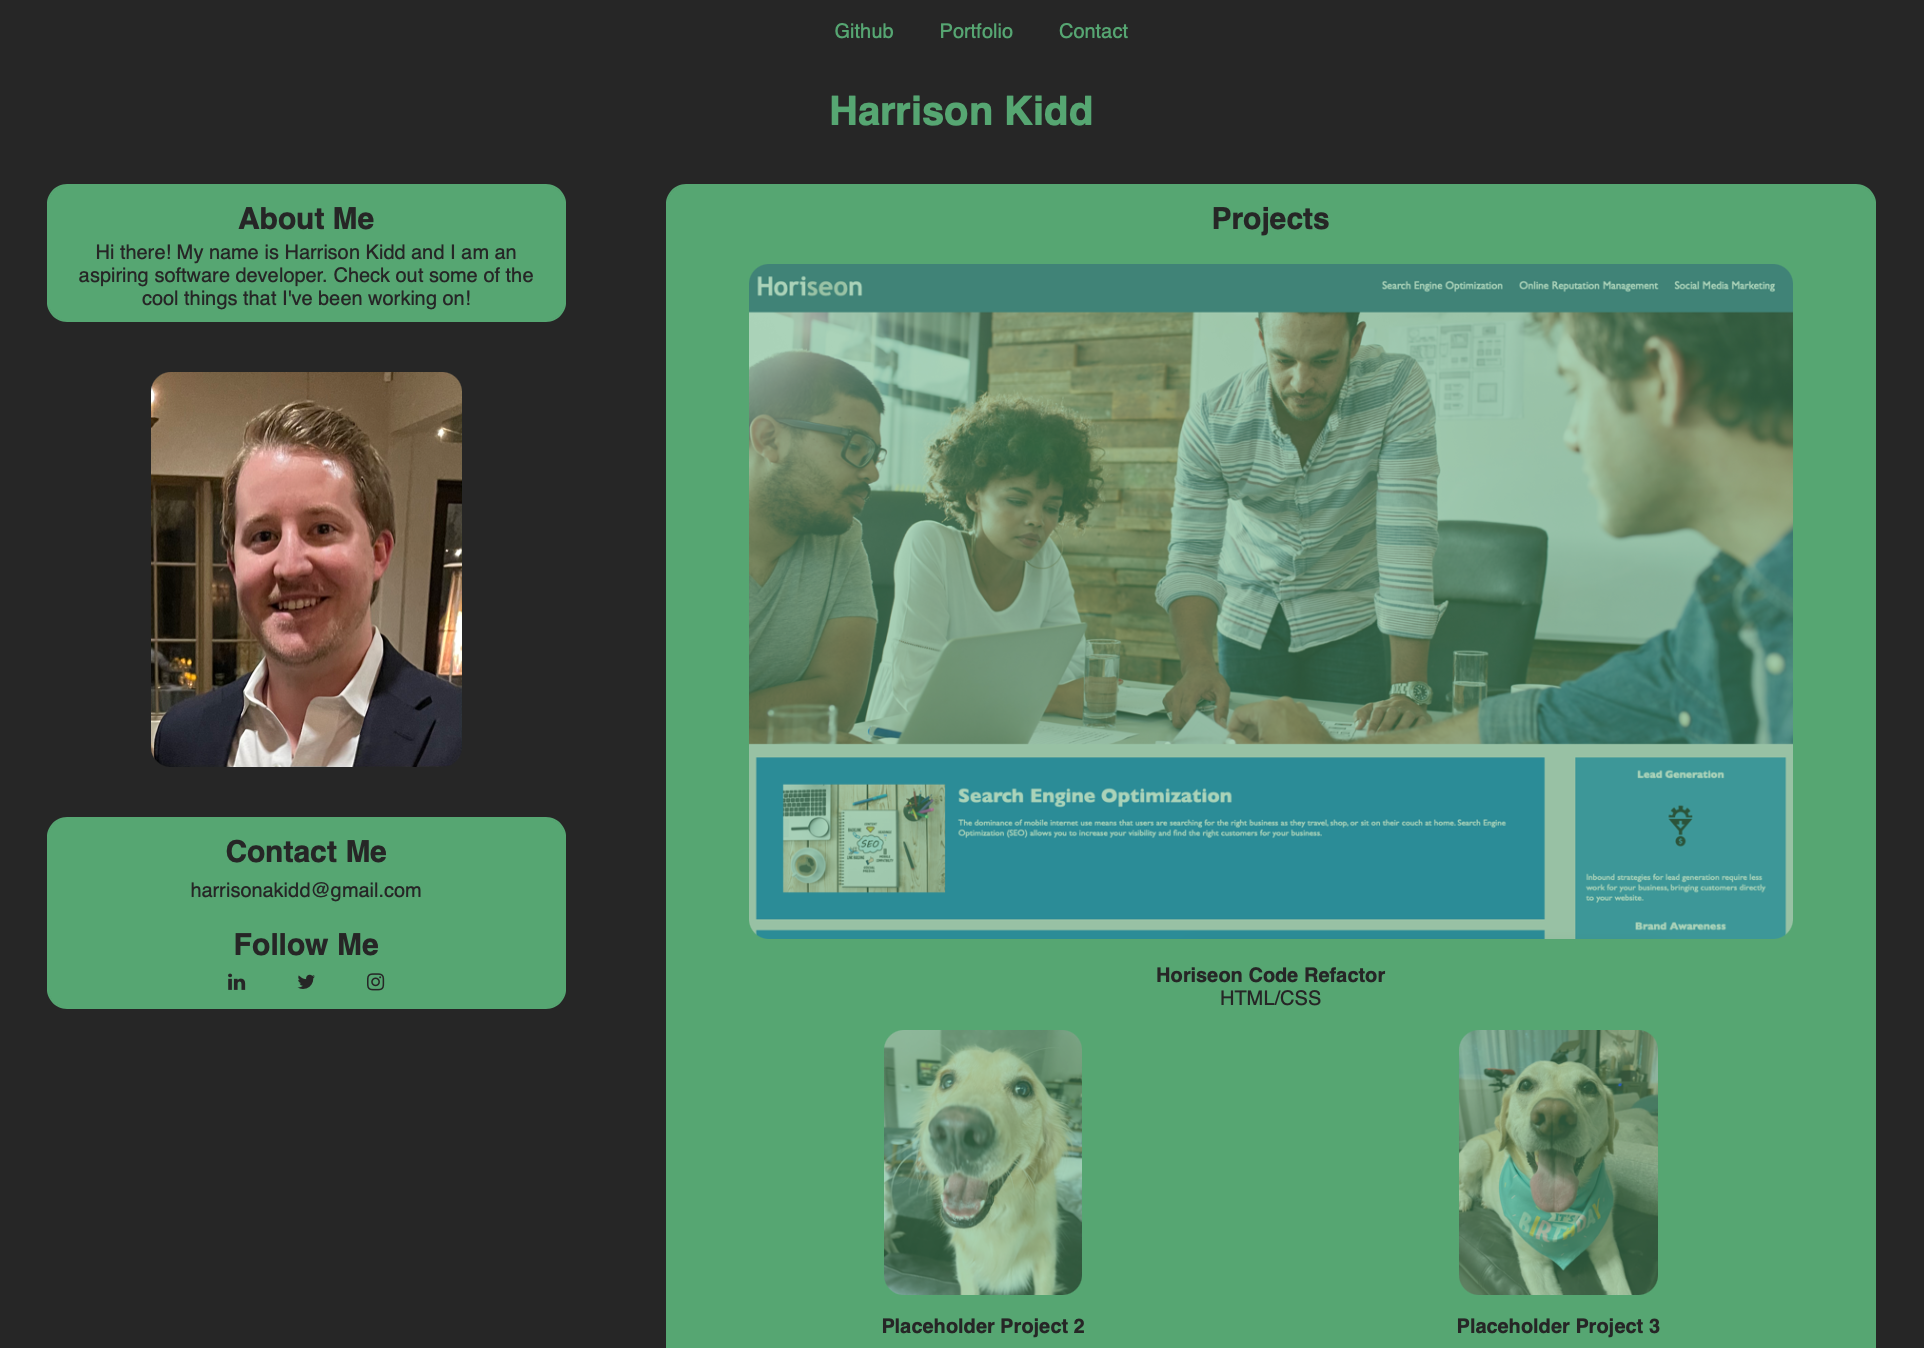 Github Portfolio Contact
Harrison Kidd
About Me
Hi there! My name is Harrison Kidd and I am an
aspiring software developer. Check out some of the
cool things that I've been working on!
Contact Me
harrisonakidd@gmail.com
Follow Me
Projects
Horiseon
Search Engine Optimization Online Reputation Management Social Media Marketing
Search Engine Optimization
The dominance of mobile internet use means that users are searching for the right business as they travel, shop, or sit on their couch at home. Search Engine
Optimization (SEO) allows you to increase your visibility and find the right customers for your business.
SEO
Lead Generation
Inbound strategies for lead generation require less
work for your business, bringing customers directly
to your website.
Brand Awareness
Horiseon Code Refactor
HTML/CSS
BIRTHDAY
Placeholder Project 2
Placeholder Project 3